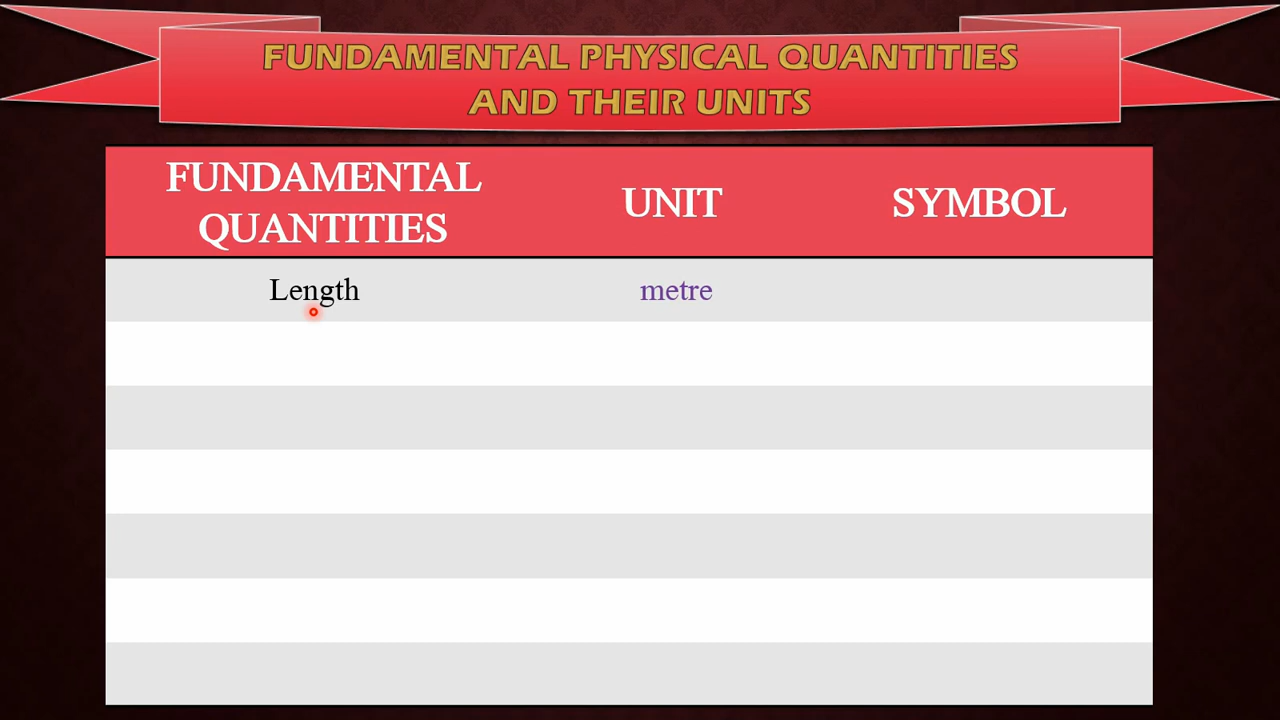 FUNDAMENTAL PHYSICAL QUANTITIES
AND THEIR UNITS
FUNDAMENTAL
QUANTITIES
UNIT
SYMBOL
Length
metre